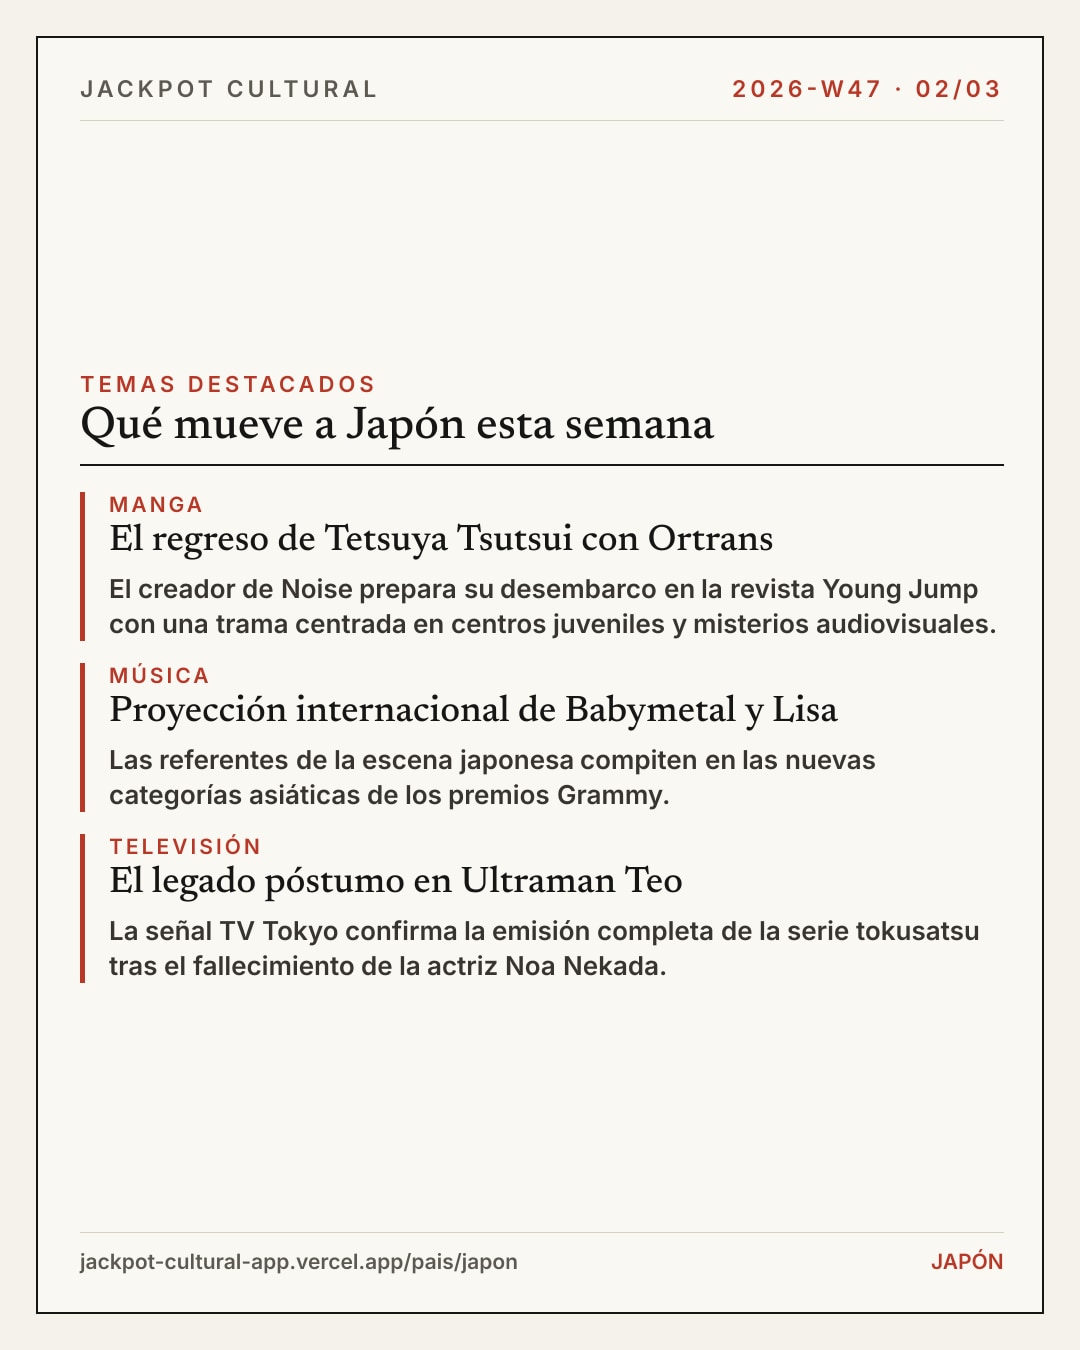 JACKPOT CULTURAL
2026-W47 · 02/03
TEMAS DESTACADOS
Qué mueve a Japón esta semana
MANGA
El regreso de Tetsuya Tsutsui con Ortrans
El creador de Noise prepara su desembarco en la revista Young Jump
con una trama centrada en centros juveniles y misterios audiovisuales.
MÚSICA
Proyección internacional de Babymetal y Lisa
Las referentes de la escena japonesa compiten en las nuevas
categorías asiáticas de los premios Grammy.
TELEVISIÓN
El legado póstumo en Ultraman Teo
La señal TV Tokyo confirma la emisión completa de la serie tokusatsu
tras el fallecimiento de la actriz Noa Nekada.
jackpot-cultural-app.vercel.app/pais/japon
JAPÓN